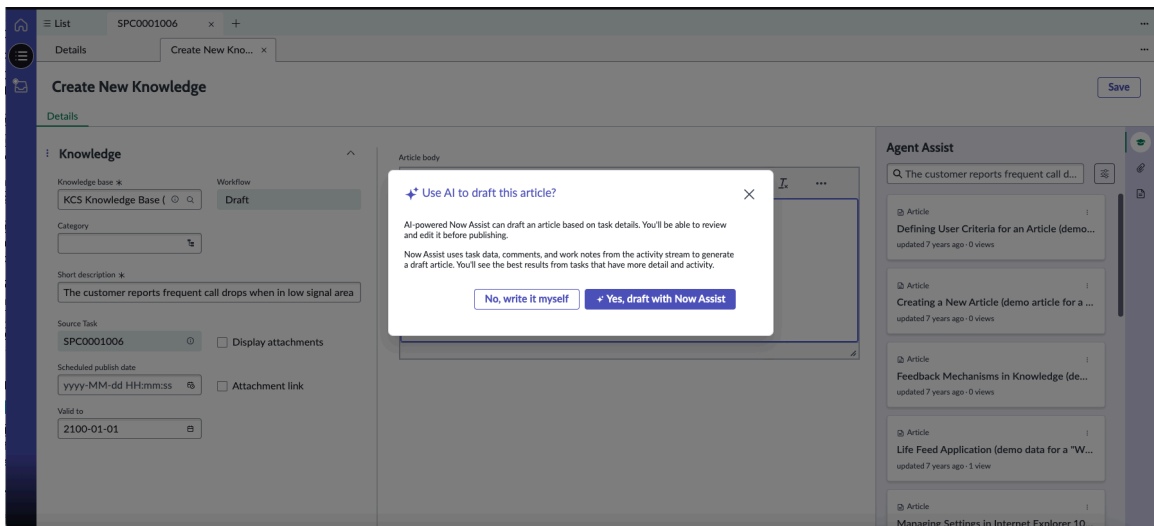 List
SPC0001006
Details
Create New Kno...
Create New Knowledge
Save
Details
Knowledge
Knowledge base *
KCS Knowledge Base (
Workflow
Draft
Category
Short description *
The customer reports frequent call drops when in low signal area
Source Task
SPC0001006
Display attachments
Scheduled publish date
yyyy-MM-dd HH:mm:ss
Attachment link
Valid to
2100-01-01
Article body
Use AI to draft this article?
AI-powered Now Assist can draft an article based on task details. You'll be able to review
and edit it before publishing.
Now Assist uses task data, comments, and work notes from the activity stream to generate
a draft article. You'll see the best results from tasks that have more detail and activity.
No, write it myself
Yes, draft with Now Assist
Agent Assist
The customer reports frequent call d...
Article
Defining User Criteria for an Article (demo...
updated 7 years ago · 0 views
Article
Creating a New Article (demo article for a ...
updated 7 years ago · 0 views
Article
Feedback Mechanisms in Knowledge (de...
updated 7 years ago · 0 views
Article
Life Feed Application (demo data for a "W...
updated 7 years ago · 1 view
Article
Managing Settings in Internet Explorer 10